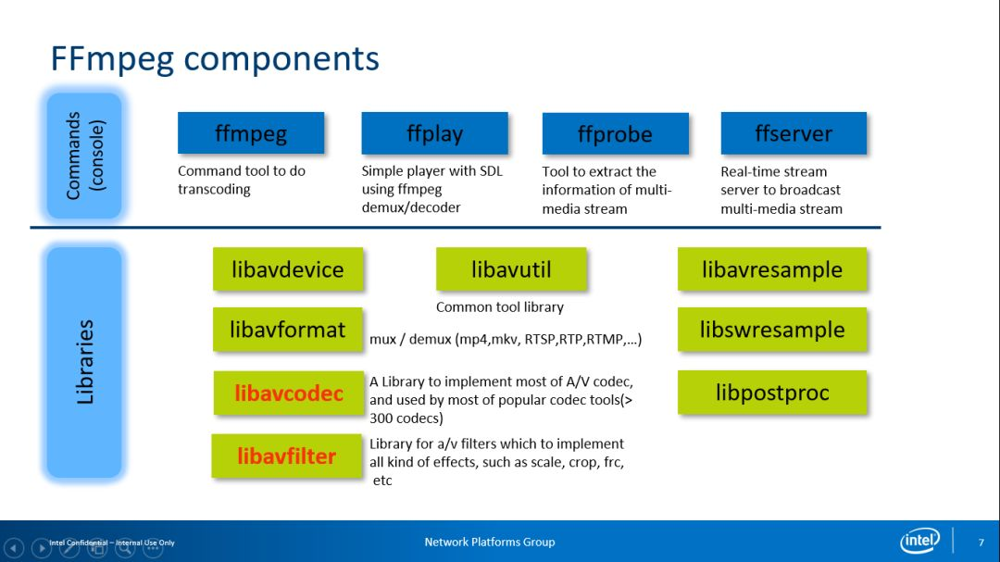 FFmpeg components
Commands
(console)
ffmpeg
Command tool to do
transcoding
ffplay
Simple player with SDL
using ffmpeg
demux/decoder
ffprobe
Tool to extract the
information of multi-
media stream
ffserver
Real-time stream
server to broadcast
multi-media stream
Libraries
libavdevice
libavutil
Common tool library
libavresample
libavformat
mux / demux (mp4,mkv, RTSP,RTP,RTMP,...)
libswresample
libavcodec
A Library to implement most of A/V codec,
and used by most of popular codec tools(>
300 codecs)
libpostproc
libavfilter
Library for a/v filters which to implement
all kind of effects, such as scale, crop, frc,
etc
Intel Confidential – Internal Use Only
Network Platforms Group
intel
7